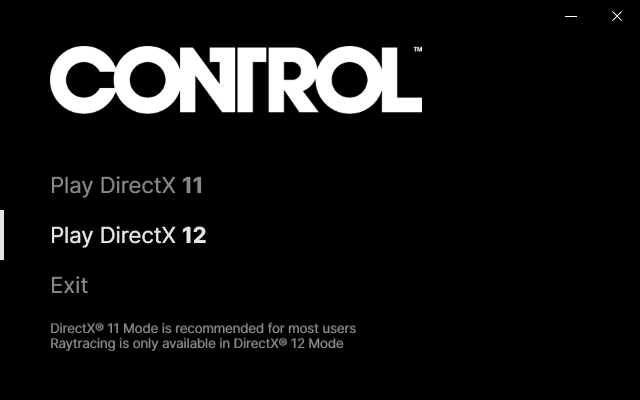 CONTROL™
Play DirectX 11
Play DirectX 12
Exit
DirectX® 11 Mode is recommended for most users
Raytracing is only available in DirectX® 12 Mode